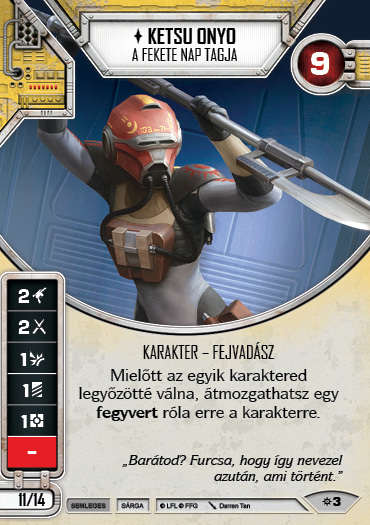 KETSU ONYO
A FEKETE NAP TAGJA
9
2
2
1
1
1
-
11/14
KARAKTER – FEJVADÁSZ
Mielőtt az egyik karaktered
legyőzötté válna, átmozgathatsz egy
fegyvert róla erre a karakterre.
„Barátod? Furcsa, hogy így nevezel
azután, ami történt.”
SEMLEGES SÁRGA © LFL © FFG Darren Tan
3